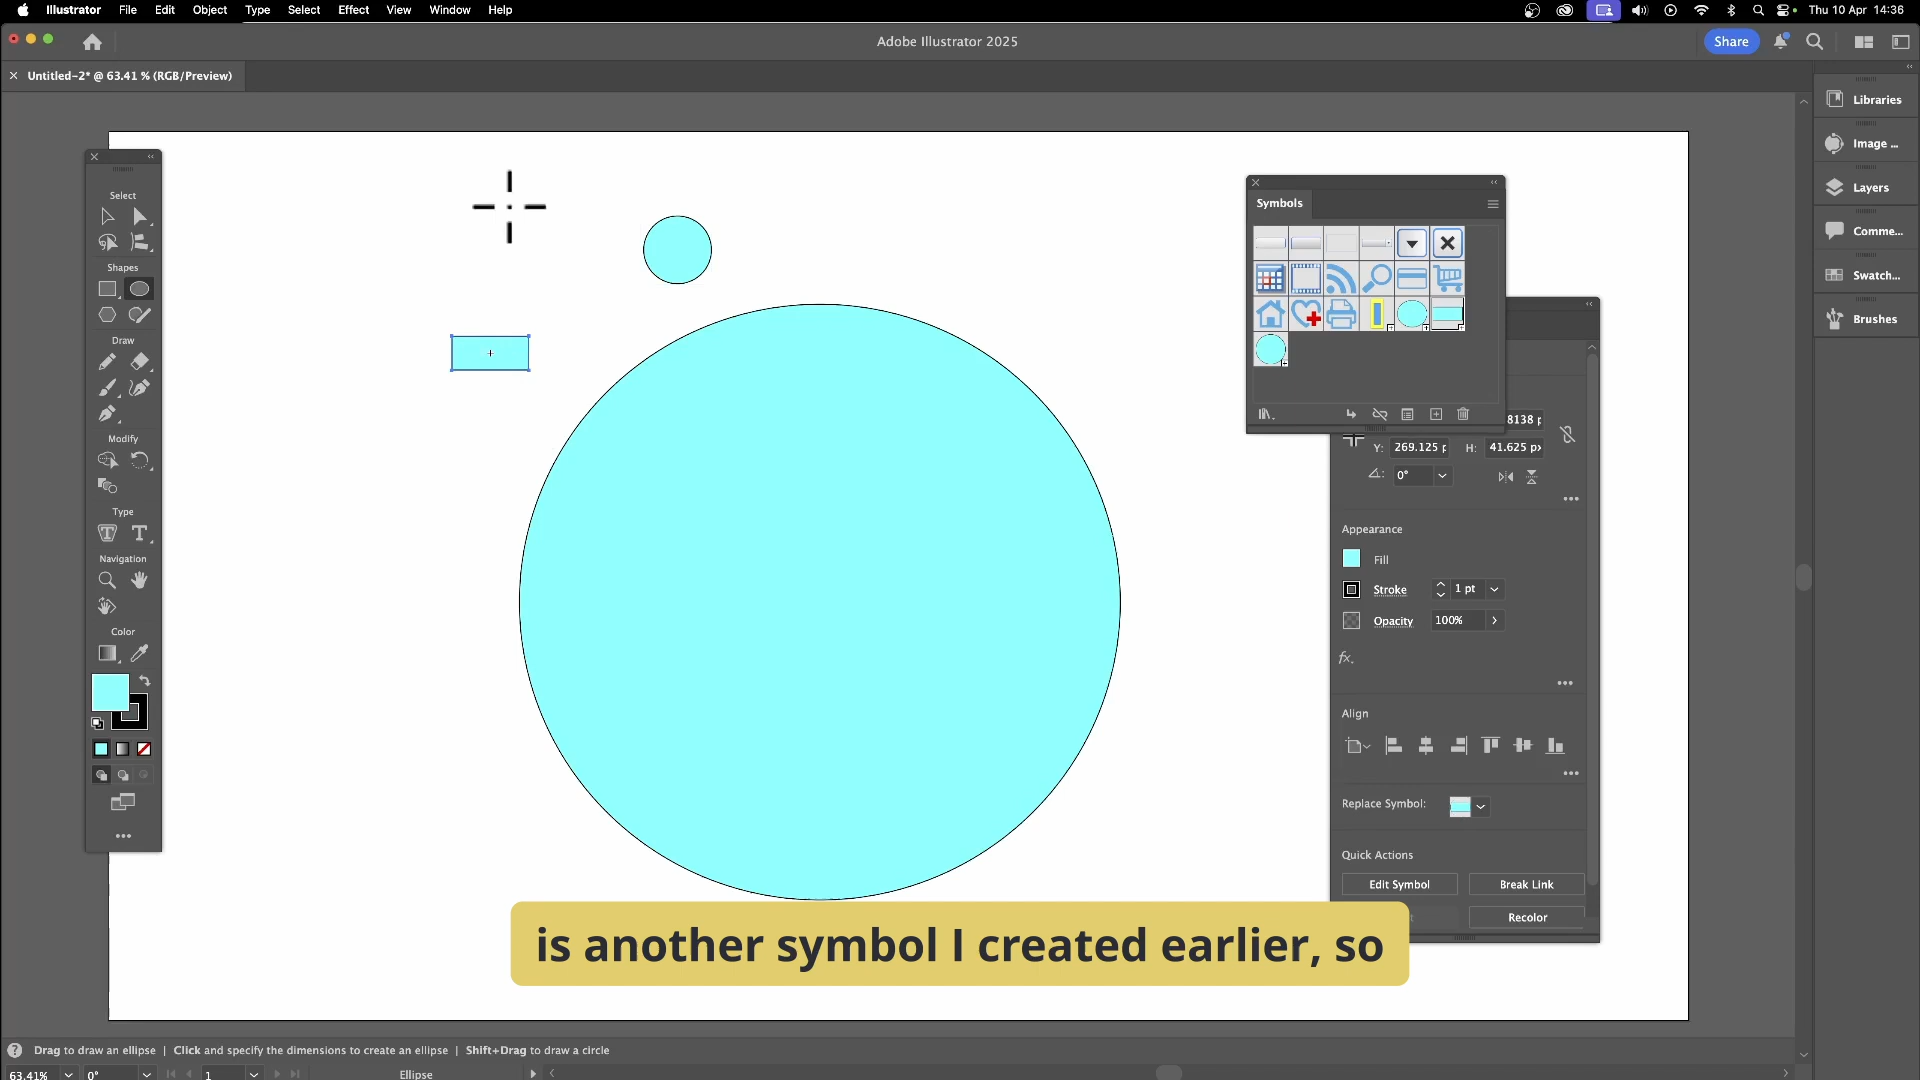 Illustrator File Edit Object Type Select Effect View Window Help
Thu 10 Apr 14:36
Adobe Illustrator 2025
Share
Untitled-2* @ 63.41 % (RGB/Preview)
Libraries
Image ...
Layers
Comme...
Swatch...
Brushes
Select
Shapes
Draw
Modify
Type
Navigation
Color
Symbols
8138 p
Y: 269.125 p H: 41.625 px
0°
Appearance
Fill
Stroke 1 pt
Opacity 100%
fx.
Align
Replace Symbol:
Quick Actions
Edit Symbol Break Link
Recolor
is another symbol I created earlier, so
Drag to draw an ellipse | Click and specify the dimensions to create an ellipse | Shift+Drag to draw a circle
63.41% 0° 1 Ellipse